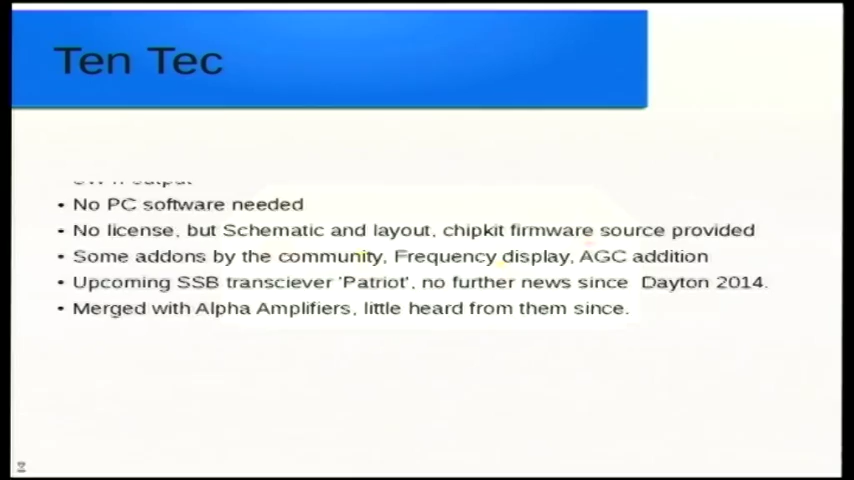 Ten Tec
output
• No PC software needed
• No license, but Schematic and layout, chipkit firmware source provided
• Some addons by the community, Frequency display, AGC addition
• Upcoming SSB transciever 'Patriot', no further news since Dayton 2014.
• Merged with Alpha Amplifiers, little heard from them since.